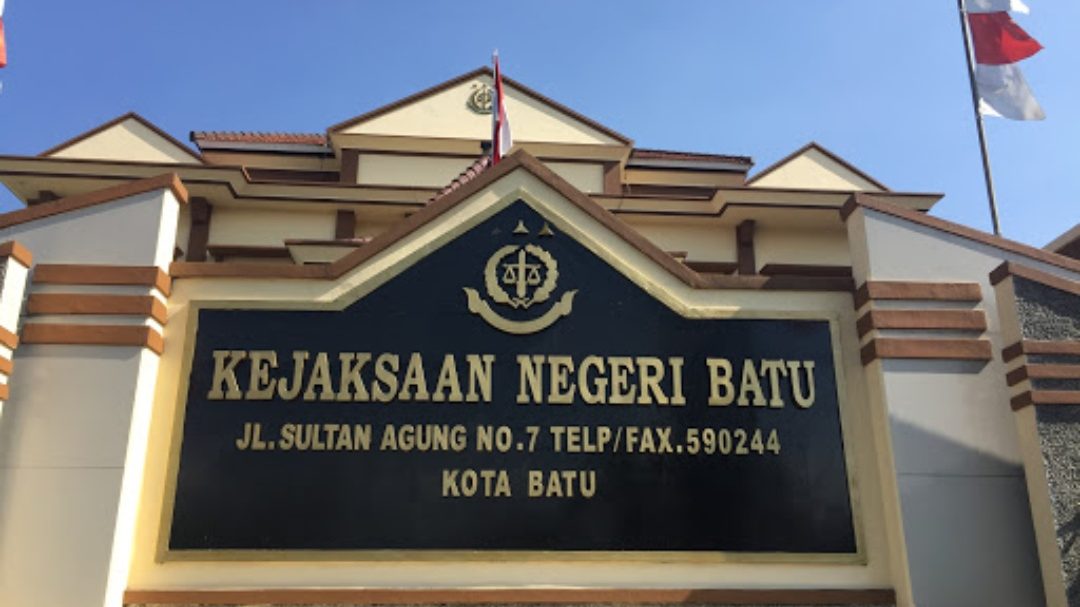 KEJAKSAAN NEGERI BATU
JL. SULTAN AGUNG NO.7 TELP/FAX.590244
KOTA BATU